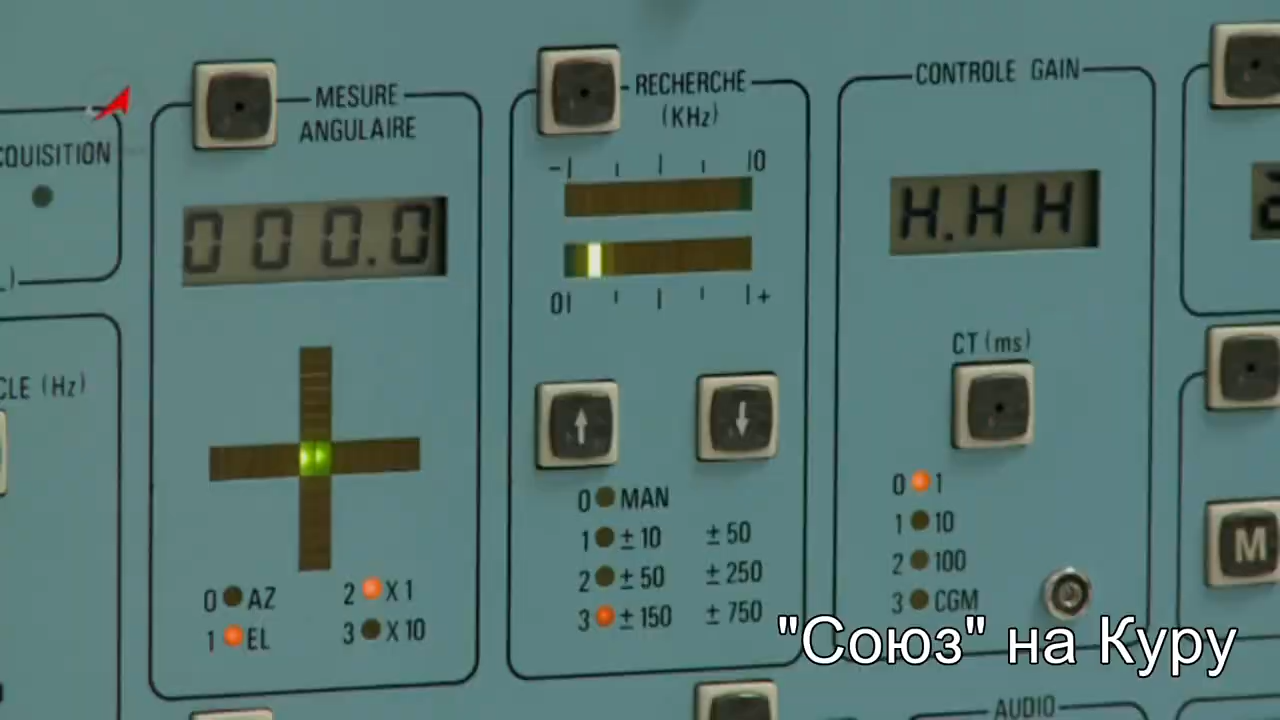 CQUISITION
CLE (Hz)
MESURE
ANGULAIRE
000.0
0 AZ
2 X 1
1 EL
3 X 10
RECHERCHE
(KHz)
- 0
0 +
0 MAN
1 ± 10 ± 50
2 ± 50 ± 250
3 ± 150 ± 750
CONTROLE GAIN
H.HH
CT (ms)
0 1
1 10
2 100
3 CGM
M
"Союз" на Куру
AUDIO